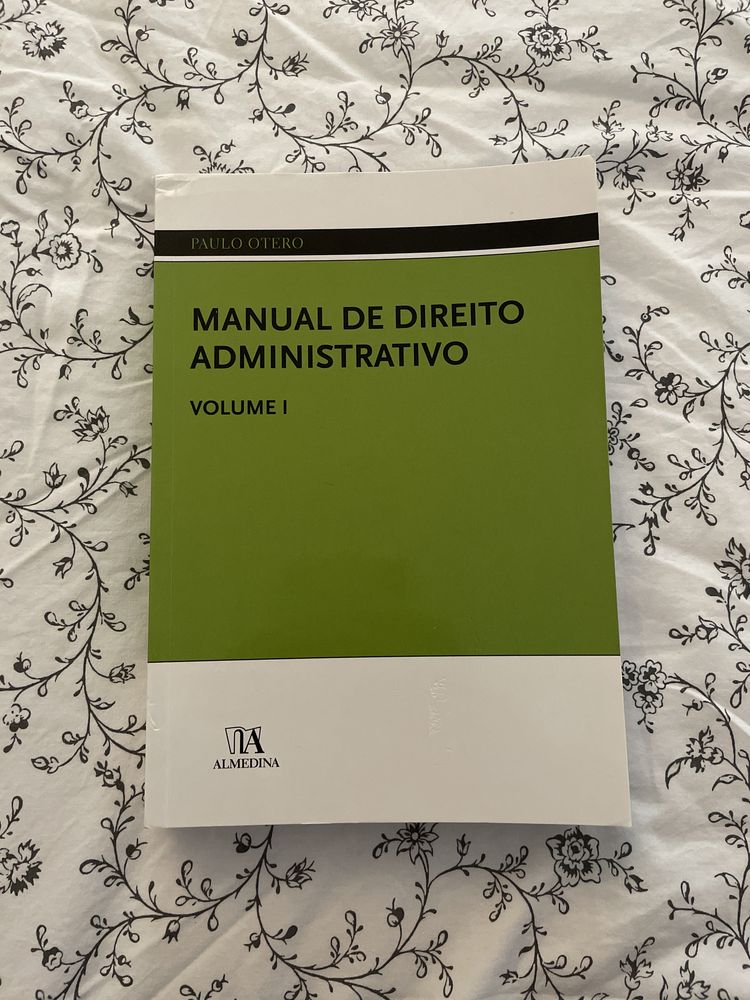 PAULO OTERO
MANUAL DE DIREITO
ADMINISTRATIVO
VOLUME I
ALMEDINA